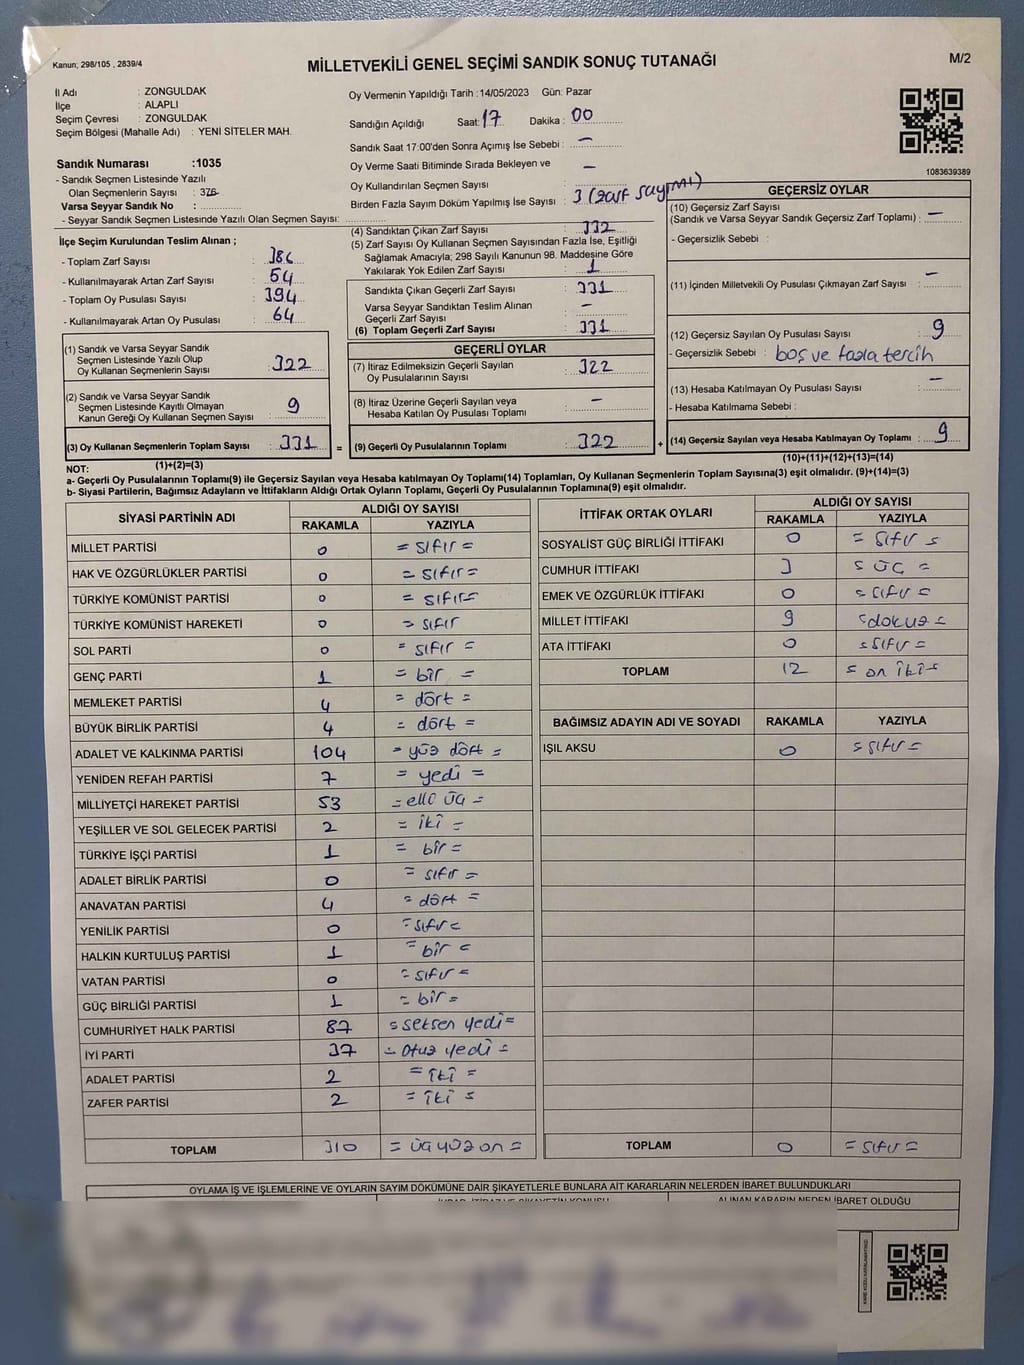 Kanun; 298/105 , 2839/4
MİLLETVEKİLİ GENEL SEÇİMİ SANDIK SONUÇ TUTANAĞI
M/2
İl Adı : ZONGULDAK
İlçe : ALAPLI
Seçim Çevresi : ZONGULDAK
Seçim Bölgesi (Mahalle Adı) : YENİ SİTELER MAH.
Sandık Numarası :1035
- Sandık Seçmen Listesinde Yazılı
Olan Seçmenlerin Sayısı : 376
Varsa Seyyar Sandık No :
- Seyyar Sandık Seçmen Listesinde Yazılı Olan Seçmen Sayısı:
Oy Vermenin Yapıldığı Tarih :14/05/2023 Gün: Pazar
Sandığın Açıldığı Saat: 17 Dakika : 00
Sandık Saat 17:00'den Sonra Açımış İse Sebebi : —
Oy Verme Saati Bitiminde Sırada Bekleyen ve
Oy Kullandırılan Seçmen Sayısı : —
Birden Fazla Sayım Döküm Yapılmış İse Sayısı : 3 (zarf sayımı)
1083639389
İlçe Seçim Kurulundan Teslim Alınan ;
- Toplam Zarf Sayısı : 386
- Kullanılmayarak Artan Zarf Sayısı : 54
- Toplam Oy Pusulası Sayısı : 394
- Kullanılmayarak Artan Oy Pusulası : 64
(1) Sandık ve Varsa Seyyar Sandık
Seçmen Listesinde Yazılı Olup
Oy Kullanan Seçmenlerin Sayısı : 322
(2) Sandık ve Varsa Seyyar Sandık
Seçmen Listesinde Kayıtlı Olmayan
Kanun Gereği Oy Kullanan Seçmen Sayısı : 9
(3) Oy Kullanan Seçmenlerin Toplam Sayısı : 331 =
(1)+(2)=(3)
(4) Sandıktan Çıkan Zarf Sayısı : 332
(5) Zarf Sayısı Oy Kullanan Seçmen Sayısından Fazla İse, Eşitliği
Sağlamak Amacıyla; 298 Sayılı Kanunun 98. Maddesine Göre
Yakılarak Yok Edilen Zarf Sayısı : 1
Sandıkta Çıkan Geçerli Zarf Sayısı : 331
Varsa Seyyar Sandıktan Teslim Alınan
Geçerli Zarf Sayısı : —
(6) Toplam Geçerli Zarf Sayısı : 331
GEÇERLİ OYLAR
(7) İtiraz Edilmeksizin Geçerli Sayılan
Oy Pusulalarının Sayısı : 322
(8) İtiraz Üzerine Geçerli Sayılan veya
Hesaba Katılan Oy Pusulası Toplamı : —
(9) Geçerli Oy Pusulalarının Toplamı : 322 +
GEÇERSİZ OYLAR
(10) Geçersiz Zarf Sayısı
(Sandık ve Varsa Seyyar Sandık Geçersiz Zarf Toplamı) : —
- Geçersizlik Sebebi :
(11) İçinden Milletvekili Oy Pusulası Çıkmayan Zarf Sayısı : —
(12) Geçersiz Sayılan Oy Pusulası Sayısı : 9
- Geçersizlik Sebebi : boş ve fazla tercih
(13) Hesaba Katılmayan Oy Pusulası Sayısı : —
- Hesaba Katılmama Sebebi :
(14) Geçersiz Sayılan veya Hesaba Katılmayan Oy Toplamı : 9
(10)+(11)+(12)+(13)=(14)
NOT:
a- Geçerli Oy Pusulalarının Toplamı(9) ile Geçersiz Sayılan veya Hesaba katılmayan Oy Toplamı(14) Toplamları, Oy Kullanan Seçmenlerin Toplam Sayısına(3) eşit olmalıdır. (9)+(14)=(3)
b- Siyasi Partilerin, Bağımsız Adayların ve İttifakların Aldığı Ortak Oyların Toplamı, Geçerli Oy Pusulalarının Toplamına(9) eşit olmalıdır.
SİYASİ PARTİNİN ADI ALDIĞI OY SAYISI
RAKAMLA YAZIYLA
MİLLET PARTİSİ 0 = sıfır =
HAK VE ÖZGÜRLÜKLER PARTİSİ 0 = sıfır =
TÜRKİYE KOMÜNİST PARTİSİ 0 = sıfır =
TÜRKİYE KOMÜNİST HAREKETİ 0 = sıfır
SOL PARTİ 0 = sıfır =
GENÇ PARTİ 1 = bir =
MEMLEKET PARTİSİ 4 = dört =
BÜYÜK BİRLİK PARTİSİ 4 = dört =
ADALET VE KALKINMA PARTİSİ 104 = yüz dört =
YENİDEN REFAH PARTİSİ 7 = yedi =
MİLLİYETÇİ HAREKET PARTİSİ 53 = elli üç =
YEŞİLLER VE SOL GELECEK PARTİSİ 2 = iki =
TÜRKİYE İŞÇİ PARTİSİ 1 = bir =
ADALET BİRLİK PARTİSİ 0 = sıfır =
ANAVATAN PARTİSİ 4 = dört =
YENİLİK PARTİSİ 0 = sıfır =
HALKIN KURTULUŞ PARTİSİ 1 = bir =
VATAN PARTİSİ 0 = sıfır =
GÜÇ BİRLİĞİ PARTİSİ 1 = bir =
CUMHURİYET HALK PARTİSİ 87 = seksen yedi =
İYİ PARTİ 37 = otuz yedi =
ADALET PARTİSİ 2 = iki =
ZAFER PARTİSİ 2 = iki =
TOPLAM 310 = üçyüz on =
İTTİFAK ORTAK OYLARI ALDIĞI OY SAYISI
RAKAMLA YAZIYLA
SOSYALİST GÜÇ BİRLİĞİ İTTİFAKI 0 = sıfır =
CUMHUR İTTİFAKI 3 = üç =
EMEK VE ÖZGÜRLÜK İTTİFAKI 0 = sıfır =
MİLLET İTTİFAKI 9 = dokuz =
ATA İTTİFAKI 0 = sıfır =
TOPLAM 12 = on iki =
BAĞIMSIZ ADAYIN ADI VE SOYADI RAKAMLA YAZIYLA
IŞIL AKSU 0 = sıfır =
TOPLAM 0 = sıfır =
OYLAMA İŞ VE İŞLEMLERİNE VE OYLARIN SAYIM DÖKÜMÜNE DAİR ŞİKAYETLERLE BUNLARA AİT KARARLARIN NELERDEN İBARET BULUNDUKLARI
ALINAN KARARIN NEDEN İBARET OLDUĞU